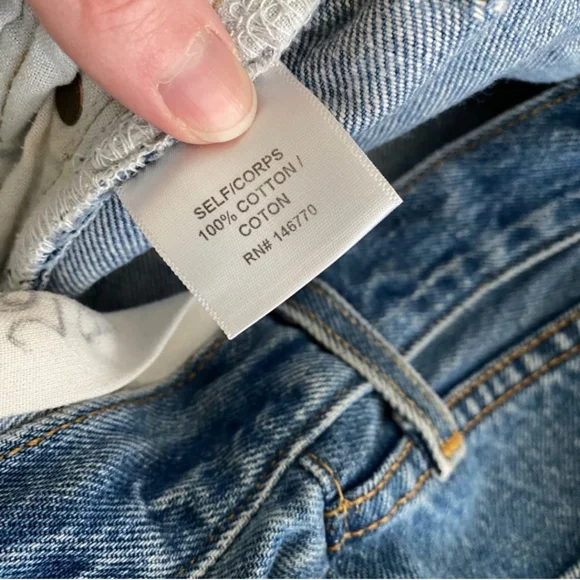 SELF/CORPS
100% COTTON /
COTON
RN# 146770